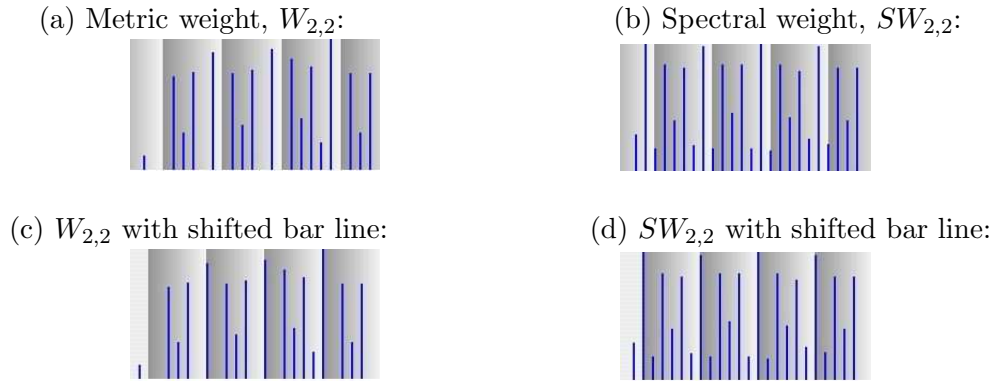 (a) Metric weight, W2,2:
(b) Spectral weight, SW2,2:
(c) W2,2 with shifted bar line:
(d) SW2,2 with shifted bar line: